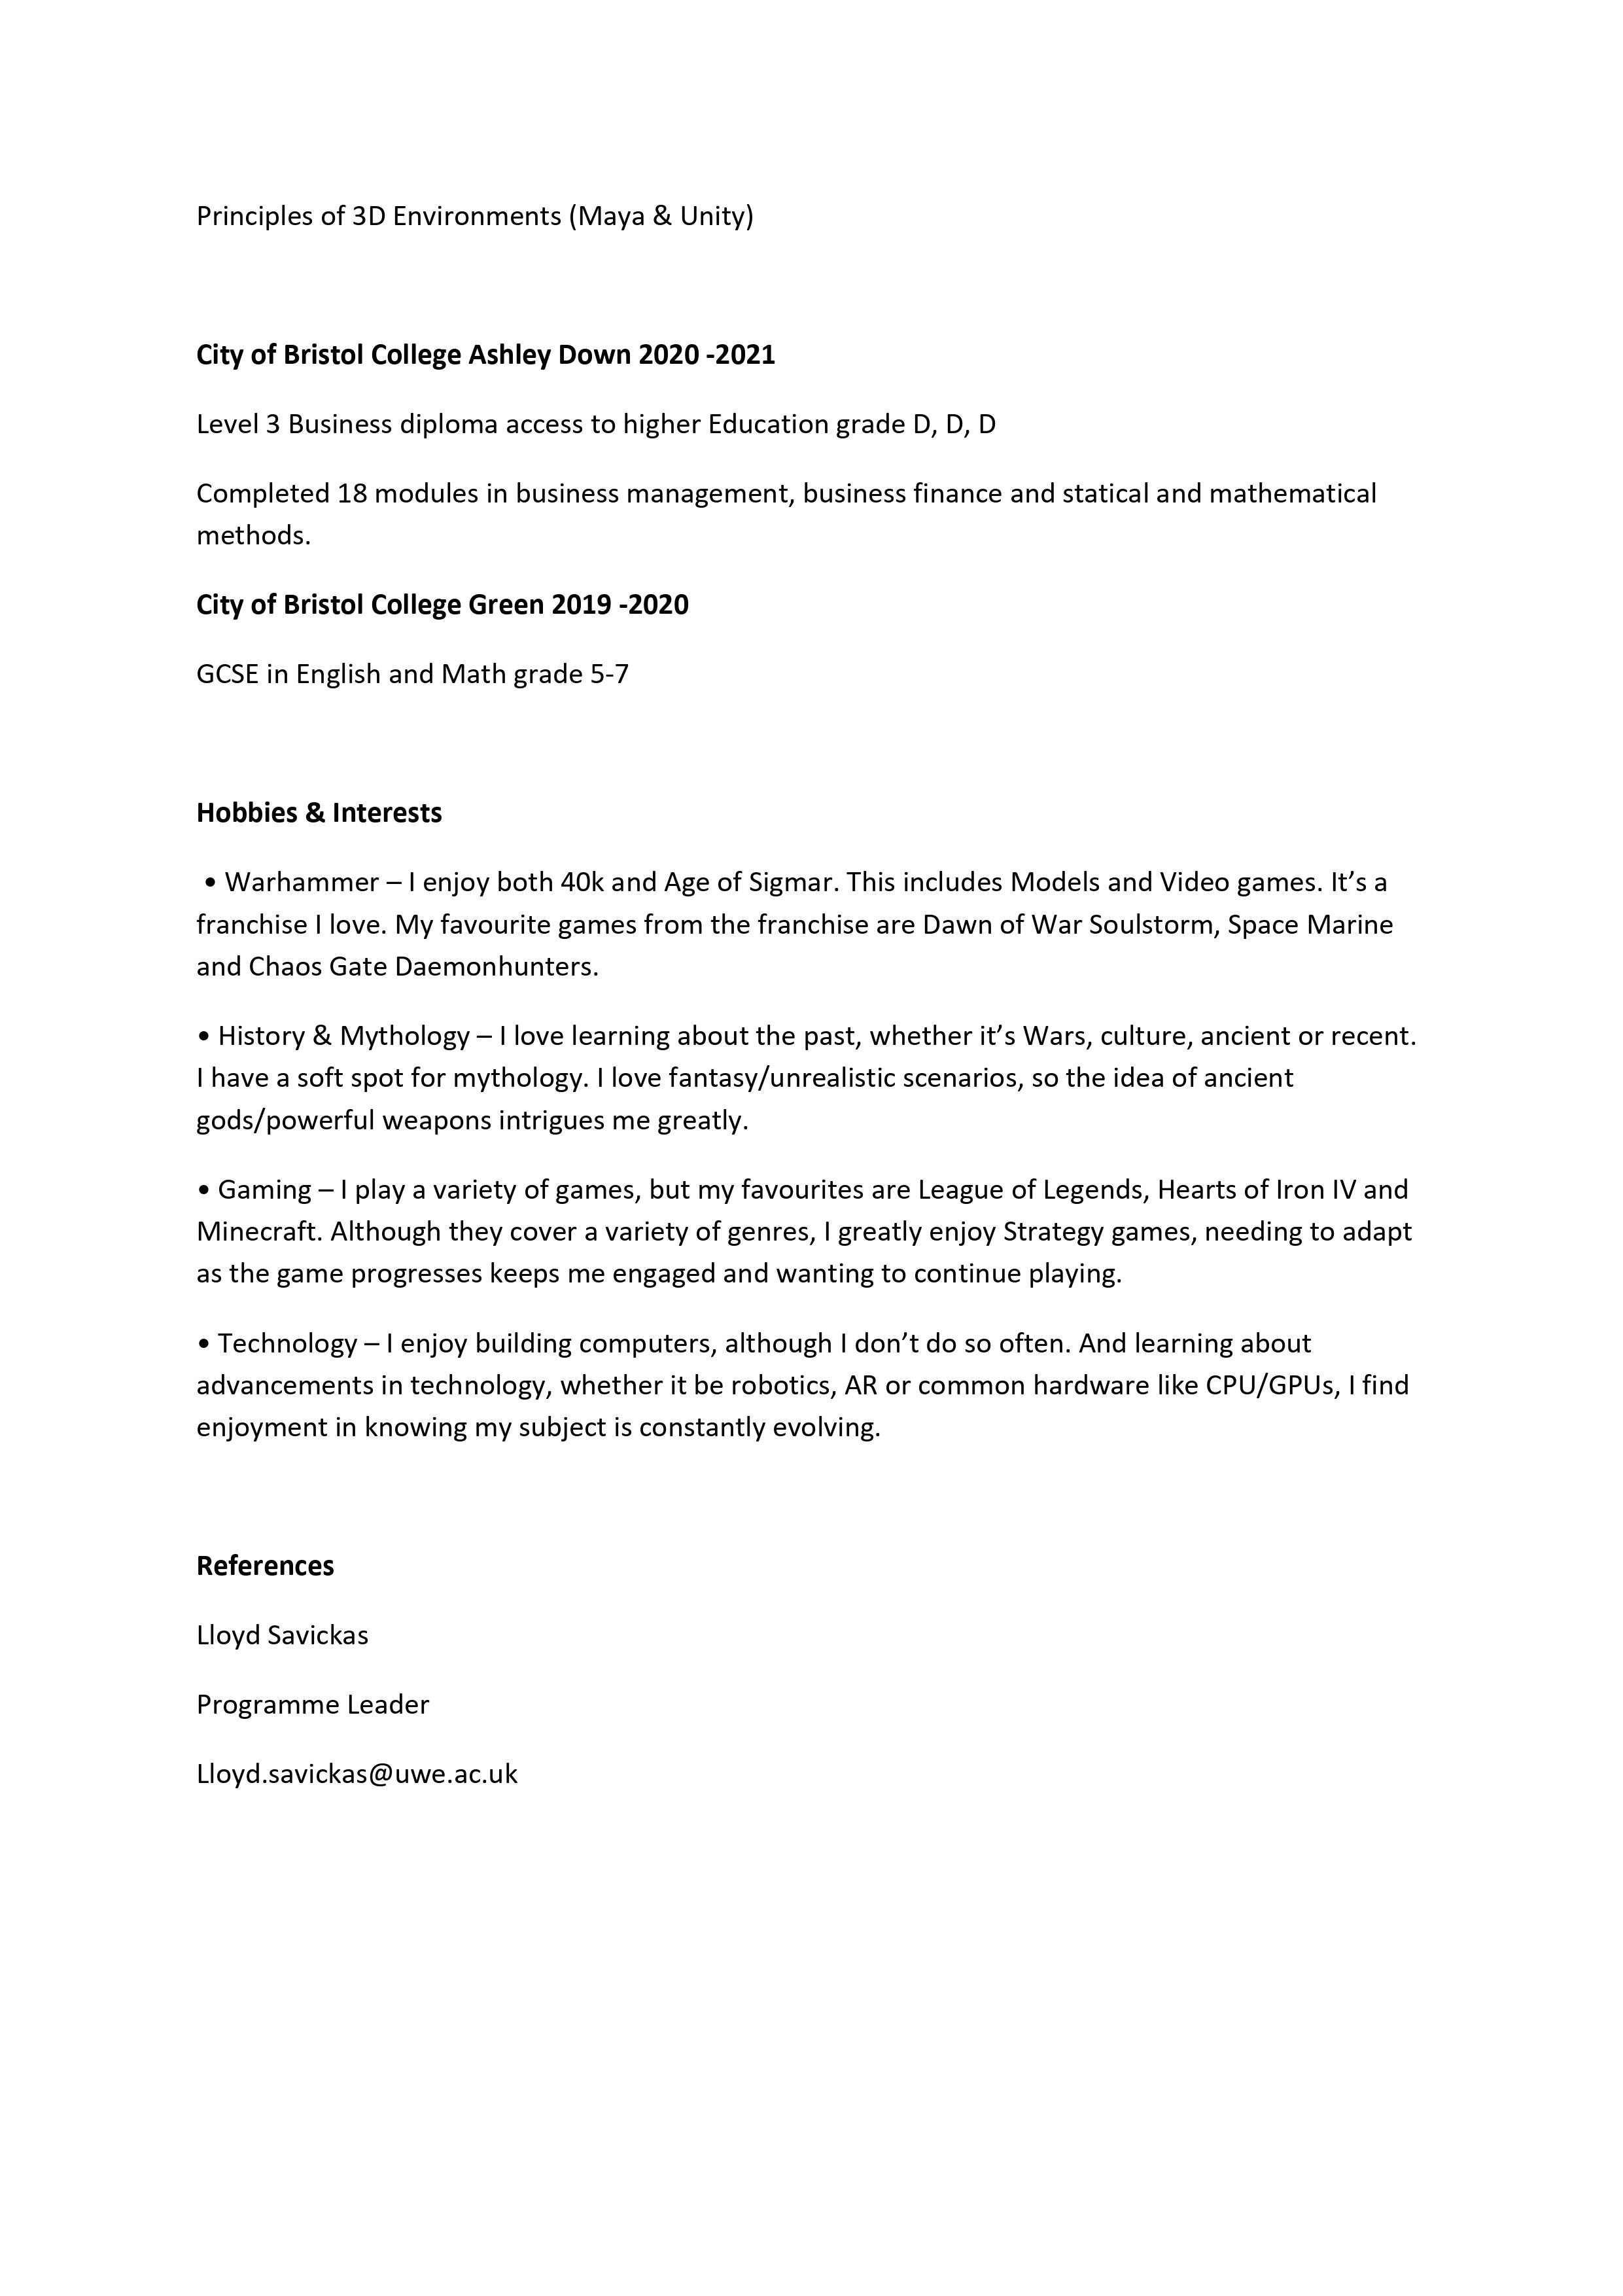 Principles of 3D Environments (Maya & Unity)
City of Bristol College Ashley Down 2020 -2021
Level 3 Business diploma access to higher Education grade D, D, D
Completed 18 modules in business management, business finance and statical and mathematical
methods.
City of Bristol College Green 2019 -2020
GCSE in English and Math grade 5-7
Hobbies & Interests
• Warhammer – I enjoy both 40k and Age of Sigmar. This includes Models and Video games. It’s a
franchise I love. My favourite games from the franchise are Dawn of War Soulstorm, Space Marine
and Chaos Gate Daemonhunters.
• History & Mythology – I love learning about the past, whether it’s Wars, culture, ancient or recent.
I have a soft spot for mythology. I love fantasy/unrealistic scenarios, so the idea of ancient
gods/powerful weapons intrigues me greatly.
• Gaming – I play a variety of games, but my favourites are League of Legends, Hearts of Iron IV and
Minecraft. Although they cover a variety of genres, I greatly enjoy Strategy games, needing to adapt
as the game progresses keeps me engaged and wanting to continue playing.
• Technology – I enjoy building computers, although I don’t do so often. And learning about
advancements in technology, whether it be robotics, AR or common hardware like CPU/GPUs, I find
enjoyment in knowing my subject is constantly evolving.
References
Lloyd Savickas
Programme Leader
Lloyd.savickas@uwe.ac.uk